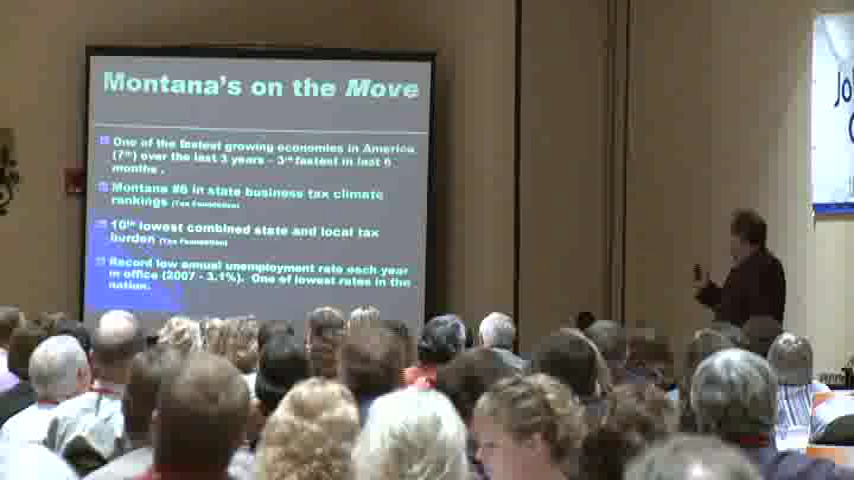 Montana's on the Move
One of the fastest growing economies in America
(7th) over the last 3 years - 3rd fastest in last 6
months .
Montana #6 in state business tax climate
rankings (Tax Foundation)
10th lowest combined state and local tax
burden (Tax Foundation)
Record low annual unemployment rate each year
in office (2007 - 3.1%). One of lowest rates in the
nation.